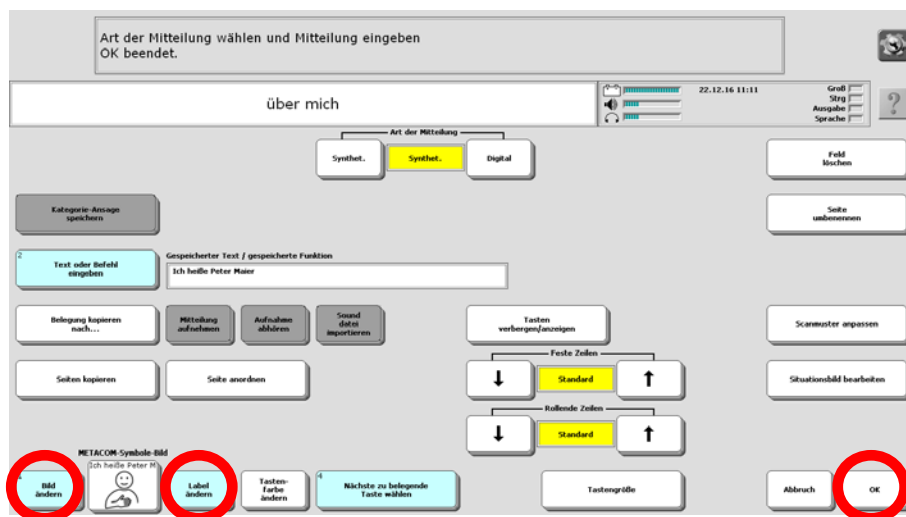 Art der Mitteilung wählen und Mitteilung eingeben
OK beendet.
über mich
22.12.16 11:11
Groß
Strg
Ausgabe
Sprache
?
Art der Mitteilung
Synthet.
Synthet.
Digital
Feld
löschen
Kategorie-Ansage
speichern
Seite
umbenennen
2
Text oder Befehl
eingeben
Gespeicherter Text / gespeicherte Funktion
Ich heiße Peter Maier
Belegung kopieren
nach...
Mitteilung
aufnehmen
Aufnahme
abhören
Sound
datei
importieren
Tasten
verbergen/anzeigen
Scanmuster anpassen
Seiten kopieren
Seite anordnen
Feste Zeilen
Standard
Situationsbild bearbeiten
Rollende Zeilen
Standard
METACOM-Symbole-Bild
Bild
ändern
Ich heiße Peter M
Label
ändern
Tasten-
farbe
ändern
4
Nächste zu belegende
Taste wählen
Tastengröße
Abbruch
OK